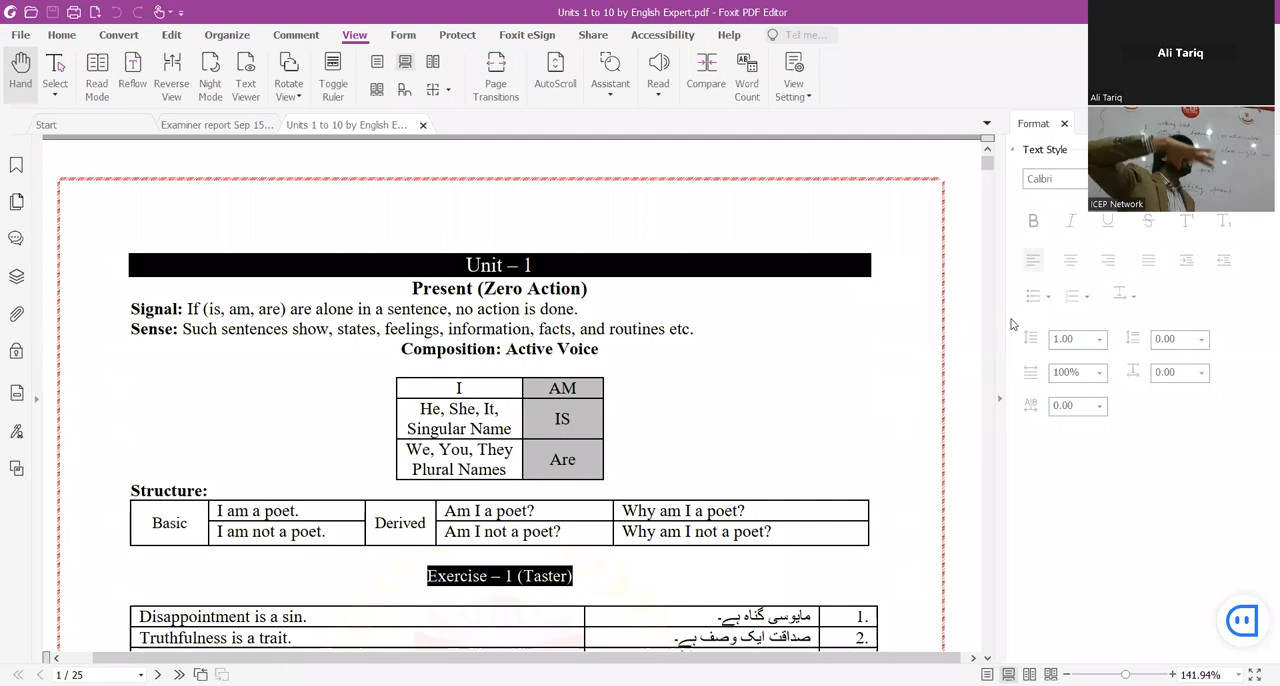 Units 1 to 10 by English Expert.pdf - Foxit PDF Editor
File Home Convert Edit Organize Comment View Form Protect Foxit eSign Share Accessibility Help Tell me...
Hand Select Read Mode Reflow Reverse View Night Mode Text Viewer Rotate View Toggle Ruler Page Transitions AutoScroll Assistant Read Compare Word Count View Setting
Ali Tariq
Ali Tariq
Start Examiner report Sep 15... Units 1 to 10 by English E...
Format
Text Style
Calibri
ICEP Network
B I U S T T
1.00 0.00
100% 0.00
0.00
Unit – 1
Present (Zero Action)
Signal: If (is, am, are) are alone in a sentence, no action is done.
Sense: Such sentences show, states, feelings, information, facts, and routines etc.
Composition: Active Voice
I AM
He, She, It, Singular Name IS
We, You, They Plural Names Are
Structure:
Basic I am a poet. Derived Am I a poet? Why am I a poet?
I am not a poet. Am I not a poet? Why am I not a poet?
Exercise – 1 (Taster)
Disappointment is a sin. مایوسی گناہ ہے۔ 1.
Truthfulness is a trait. صداقت ایک وصف ہے۔ 2.
1 / 25
141.94%